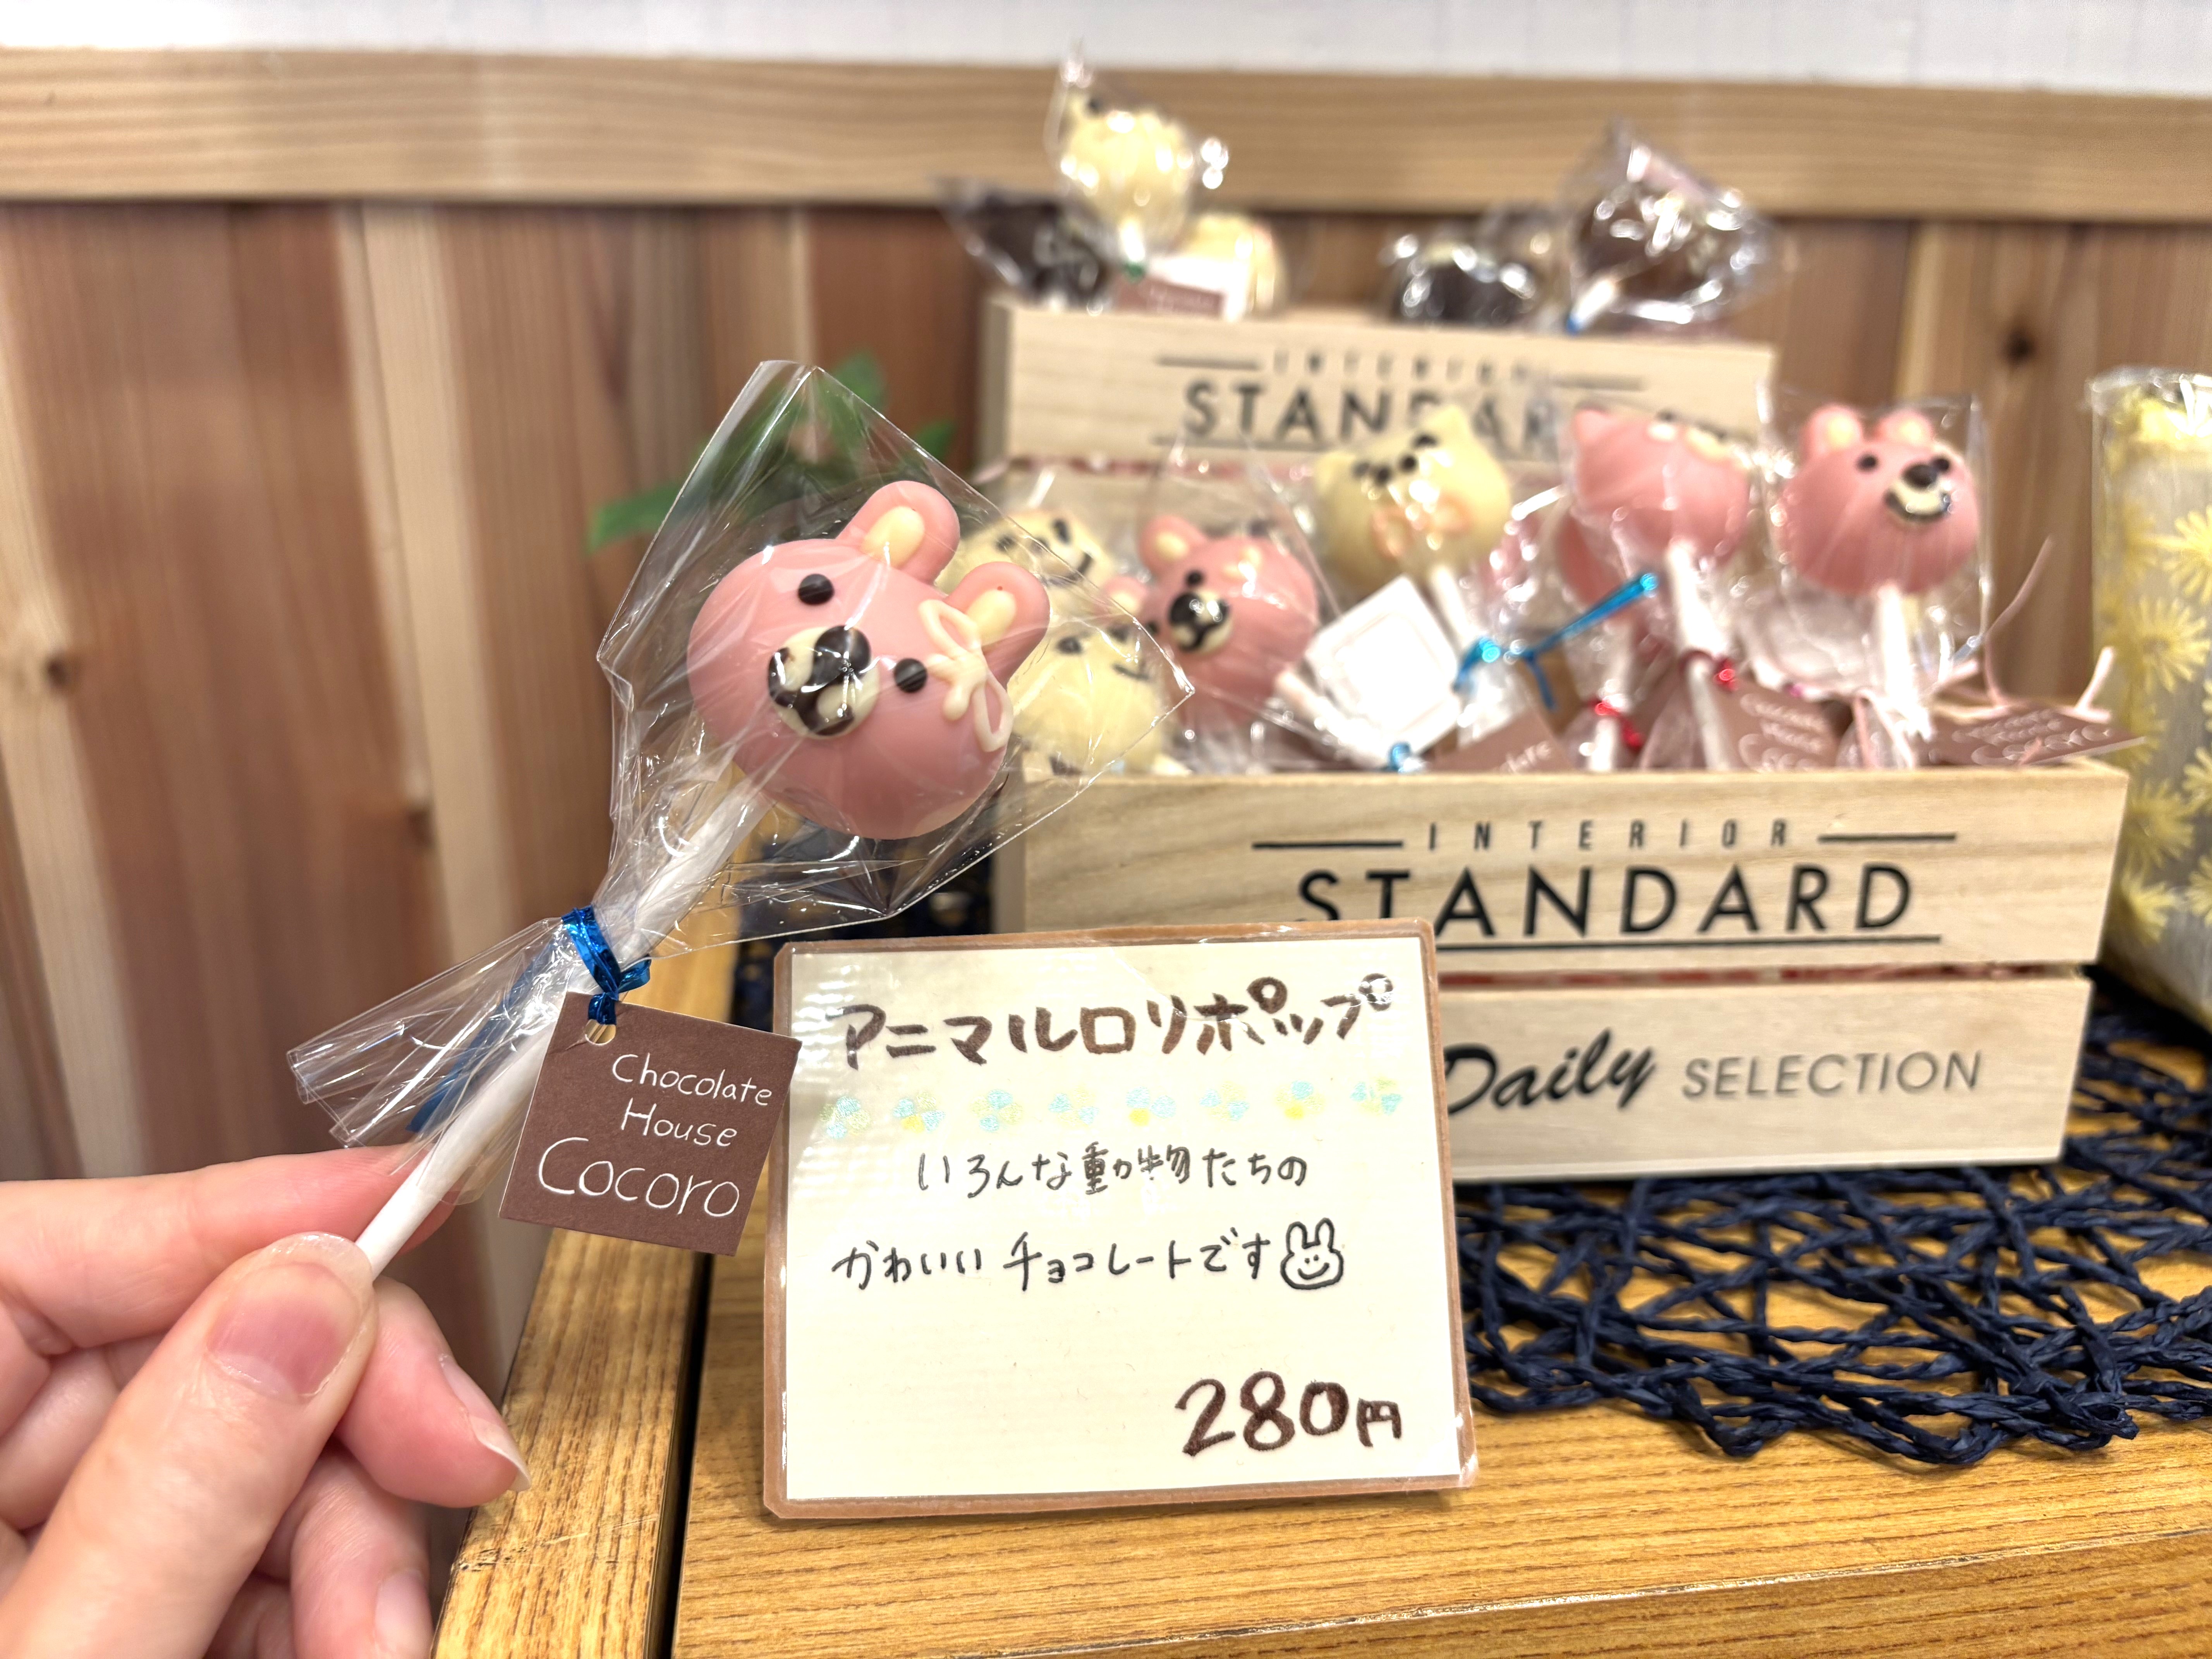 INTERIOR
STANDAR
INTERIOR
STANDARD
Daily SELECTION
Chocolate
House
Cocoro
アニマルロリポップ
いろんな動物たちの
かわいいチョコレートです
280円